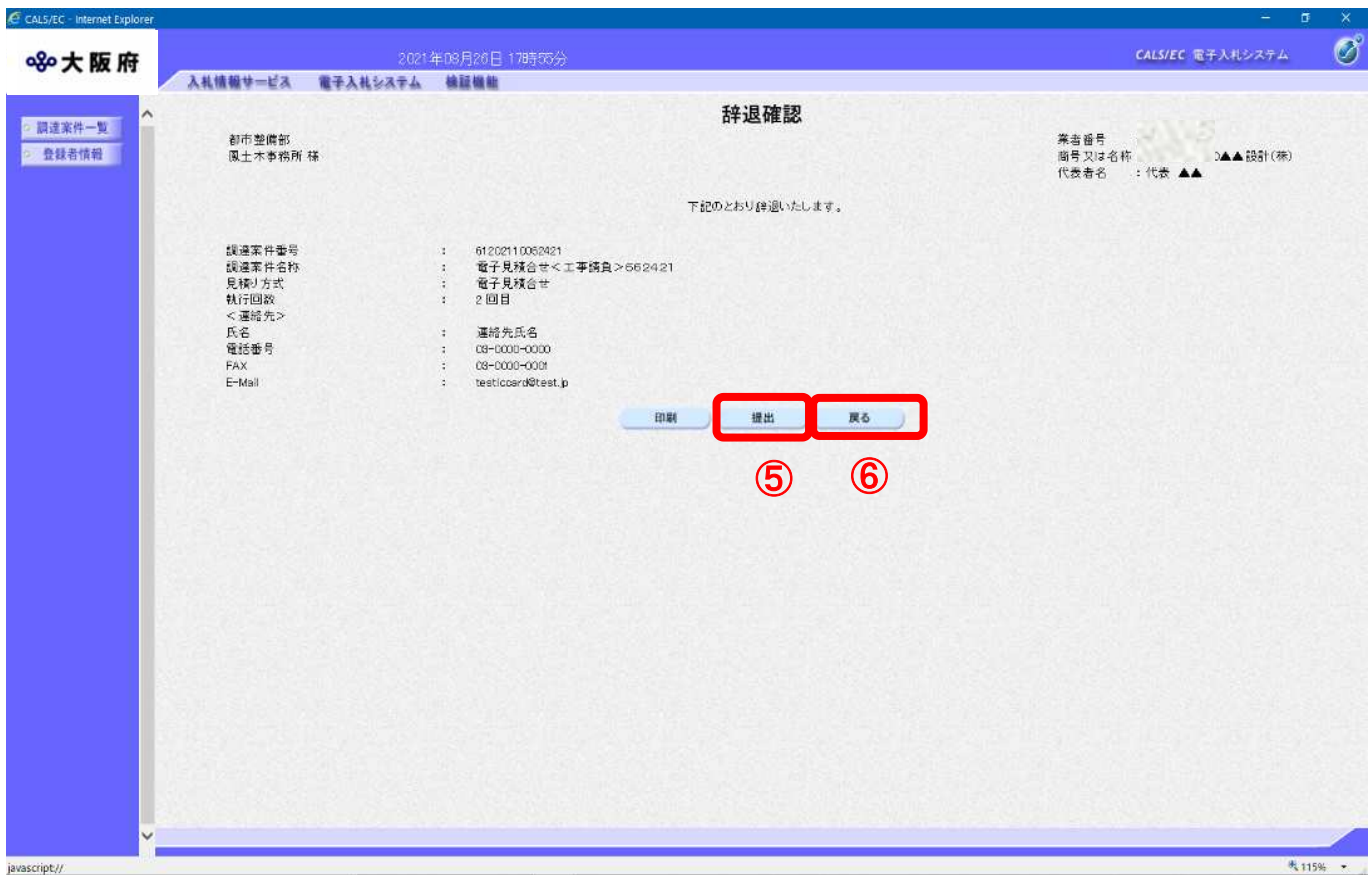 CALS/EC - Internet Explorer
大阪府
2021年08月26日 17時55分
CALS/EC 電子入札システム
入札情報サービス 電子入札システム 検証機能
調達案件一覧
登録者情報
辞退確認
都市整備部
鳳土木事務所 様
業者番号
商号又は名称 ▲▲設計(株)
代表者名 : 代表 ▲▲
下記のとおり辞退いたします。
調達案件番号 : 61202110062421
調達案件名称 : 電子見積合せ<工事請負>562421
見積り方式 : 電子見積合せ
執行回数 : 2回目
<連絡先>
氏名 : 連絡先氏名
電話番号 : 03-0000-0000
FAX : 03-0000-0001
E-Mail : testiccard@test.jp
印刷 提出 戻る
⑤ ⑥
javascript://
115%